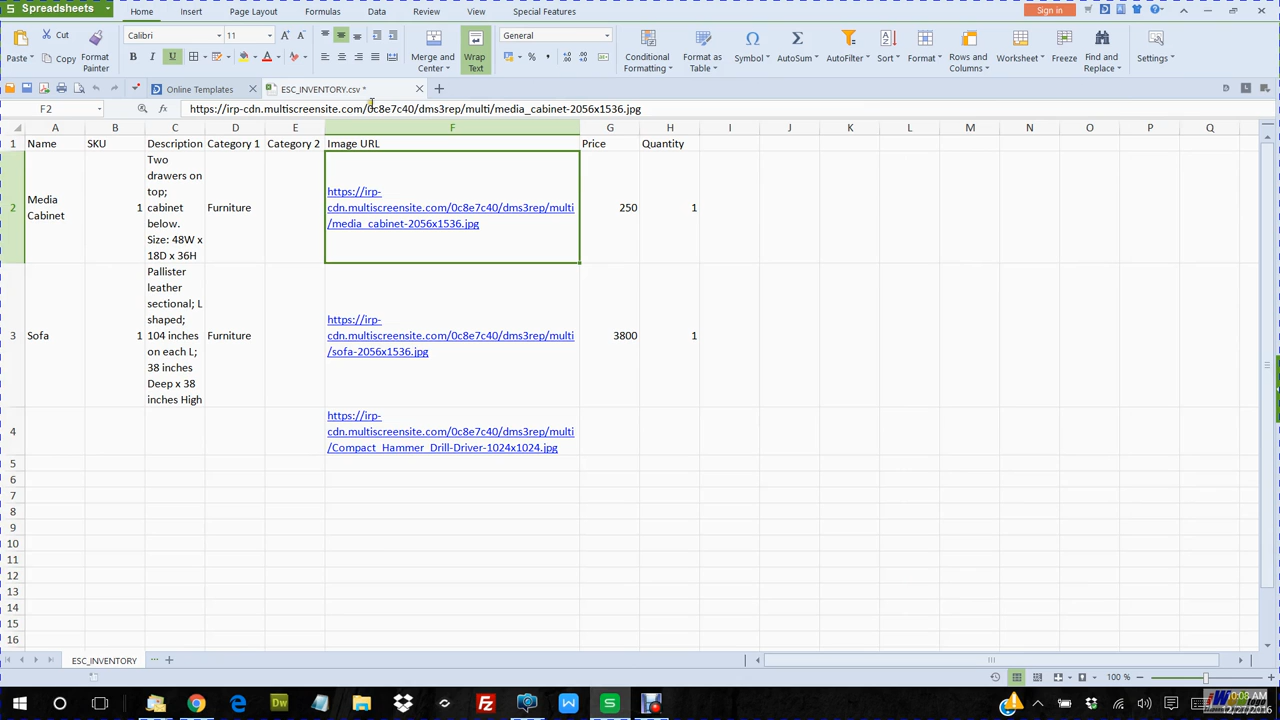 S Spreadsheets Home Insert Page Layout Formulas Data Review View Special Features Sign in
Paste Cut Copy Format Painter Calibri 11 Merge and Center Wrap Text General Conditional Formatting Format as Table Symbol AutoSum AutoFilter Sort Format Rows and Columns Worksheet Freeze Find and Replace Settings
Online Templates ESC_INVENTORY.csv *
F2 fx https://irp-cdn.multiscreensite.com/0c8e7c40/dms3rep/multi/media_cabinet-2056x1536.jpg
A B C D E F G H I J K L M N O P Q
1 Name SKU Description Category 1 Category 2 Image URL Price Quantity
Two
drawers on
top;
cabinet
below.
Size: 48W x
18D x 36H
2 Media
Cabinet
1 Furniture
https://irp-
cdn.multiscreensite.com/0c8e7c40/dms3rep/multi
/media_cabinet-2056x1536.jpg
250 1
Pallister
leather
sectional; L
shaped;
104 inches
on each L;
38 inches
Deep x 38
inches High
3 Sofa 1 Furniture
https://irp-
cdn.multiscreensite.com/0c8e7c40/dms3rep/multi
/sofa-2056x1536.jpg
3800 1
4
https://irp-
cdn.multiscreensite.com/0c8e7c40/dms3rep/multi
/Compact_Hammer_Drill-Driver-1024x1024.jpg
5
6
7
8
9
10
11
12
13
14
15
16
ESC_INVENTORY ...
100 %
Dw W S
10:08 AM
12/27/2016